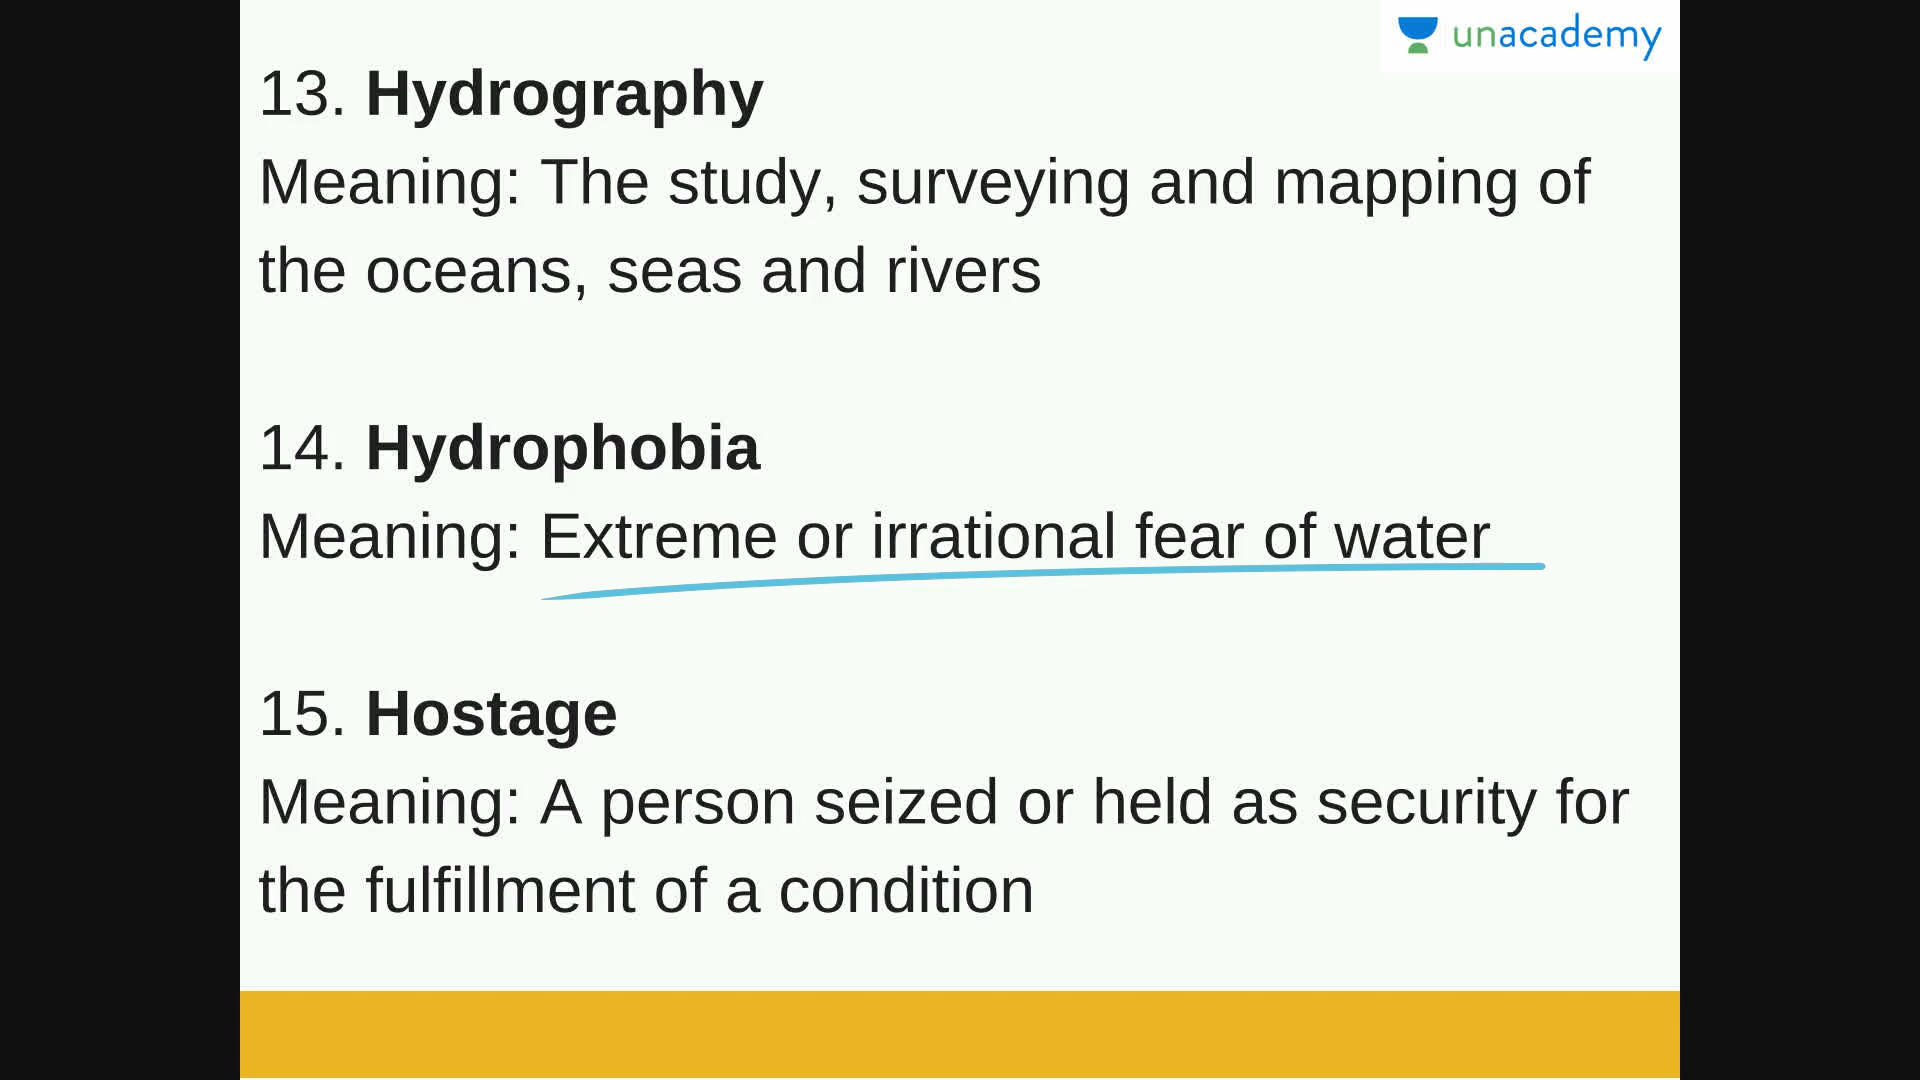 unacademy
13. Hydrography
Meaning: The study, surveying and mapping of
the oceans, seas and rivers
14. Hydrophobia
Meaning: Extreme or irrational fear of water
15. Hostage
Meaning: A person seized or held as security for
the fulfillment of a condition